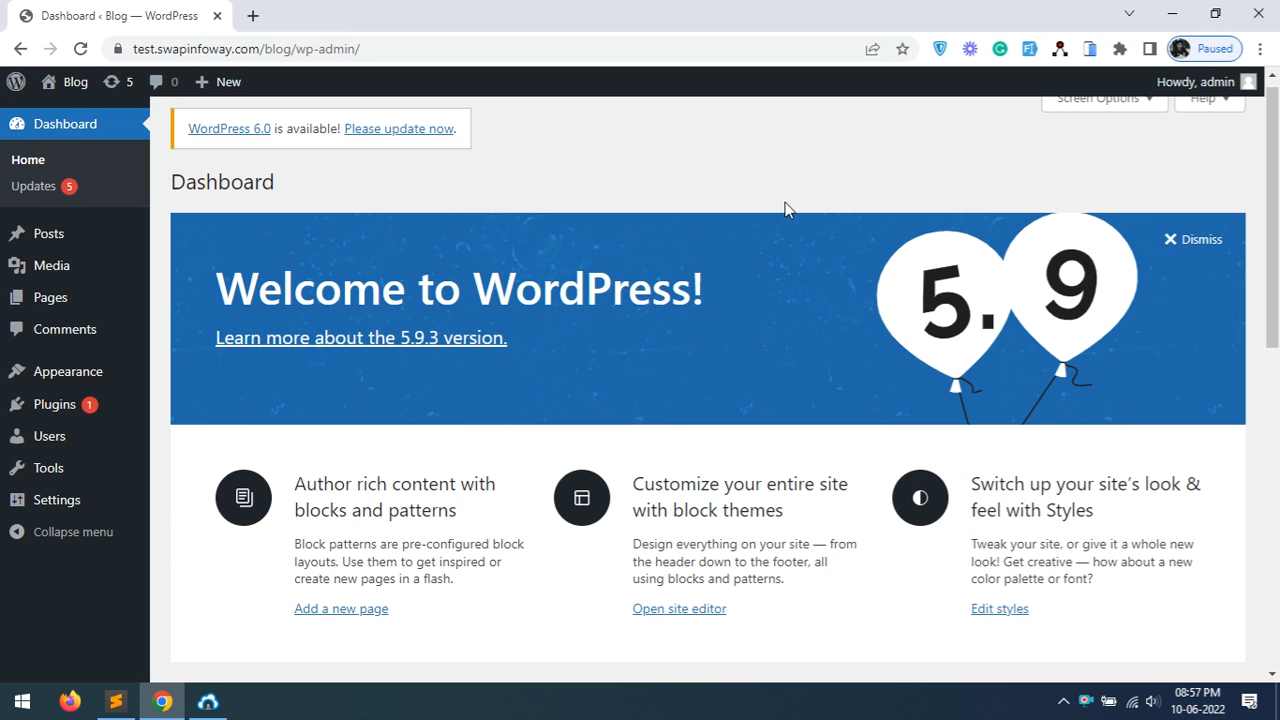 Dashboard ‹ Blog — WordPress
test.swapinfoway.com/blog/wp-admin/
Paused
Blog
5
0
New
Howdy, admin
Screen Options
Help
Dashboard
Home
Updates 5
Posts
Media
Pages
Comments
Appearance
Plugins 1
Users
Tools
Settings
Collapse menu
WordPress 6.0 is available! Please update now.
Dashboard
Dismiss
Welcome to WordPress!
Learn more about the 5.9.3 version.
5.9
Author rich content with
blocks and patterns
Block patterns are pre-configured block
layouts. Use them to get inspired or
create new pages in a flash.
Add a new page
Customize your entire site
with block themes
Design everything on your site — from
the header down to the footer, all
using blocks and patterns.
Open site editor
Switch up your site’s look &
feel with Styles
Tweak your site, or give it a whole new
look! Get creative — how about a new
color palette or font?
Edit styles
08:57 PM
10-06-2022